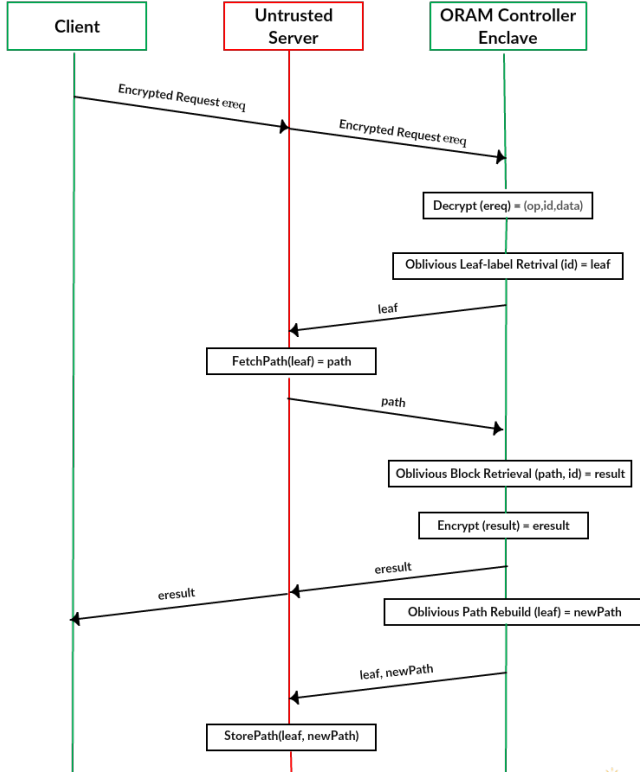 Client
Untrusted
Server
ORAM Controller
Enclave
Encrypted Request ereq
Encrypted Request ereq
Decrypt (ereq) = (op,id,data)
Oblivious Leaf-label Retrival (id) = leaf
leaf
FetchPath(leaf) = path
path
Oblivious Block Retrieval (path, id) = result
Encrypt (result) = eresult
eresult
eresult
Oblivious Path Rebuild (leaf) = newPath
leaf, newPath
StorePath(leaf, newPath)